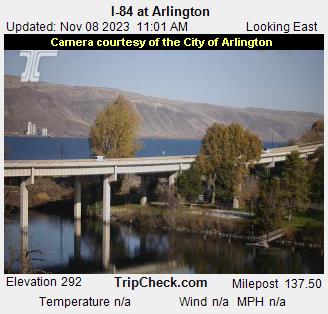 I-84 at Arlington
Updated: Nov 08 2023 11:01 AM Looking East
Camera courtesy of the City of Arlington
Elevation 292 TripCheck.com Milepost 137.50
Temperature n/a Wind n/a MPH n/a